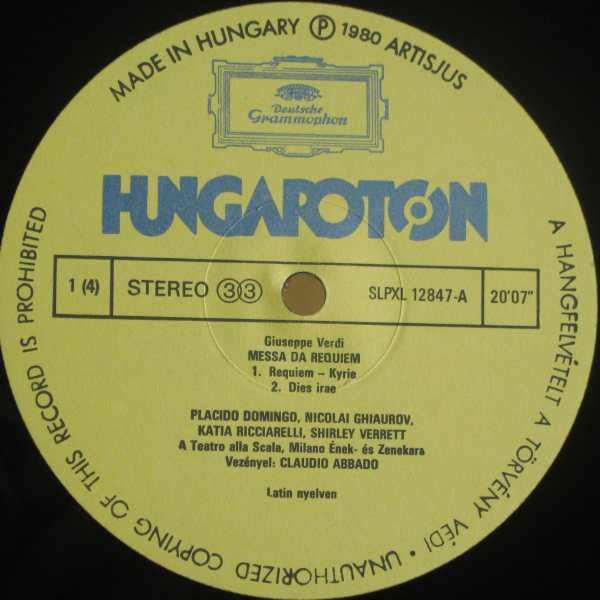 MADE IN HUNGARY Ⓟ 1980 ARTISJUS
Deutsche
Grammophon
HUNGAROTON
1 (4) STEREO 33 SLPXL 12847-A 20'07"
Giuseppe Verdi
MESSA DA REQUIEM
1. Requiem – Kyrie
2. Dies irae
PLACIDO DOMINGO, NICOLAI GHIAUROV,
KATIA RICCIARELLI, SHIRLEY VERRETT
A Teatro alla Scala, Milano Ének- és Zenekara
Vezényel: CLAUDIO ABBADO
Latin nyelven
A HANGFELVÉTELT A TÖRVÉNY VÉDI • UNAUTHORIZED COPYING OF THIS RECORD IS PROHIBITED